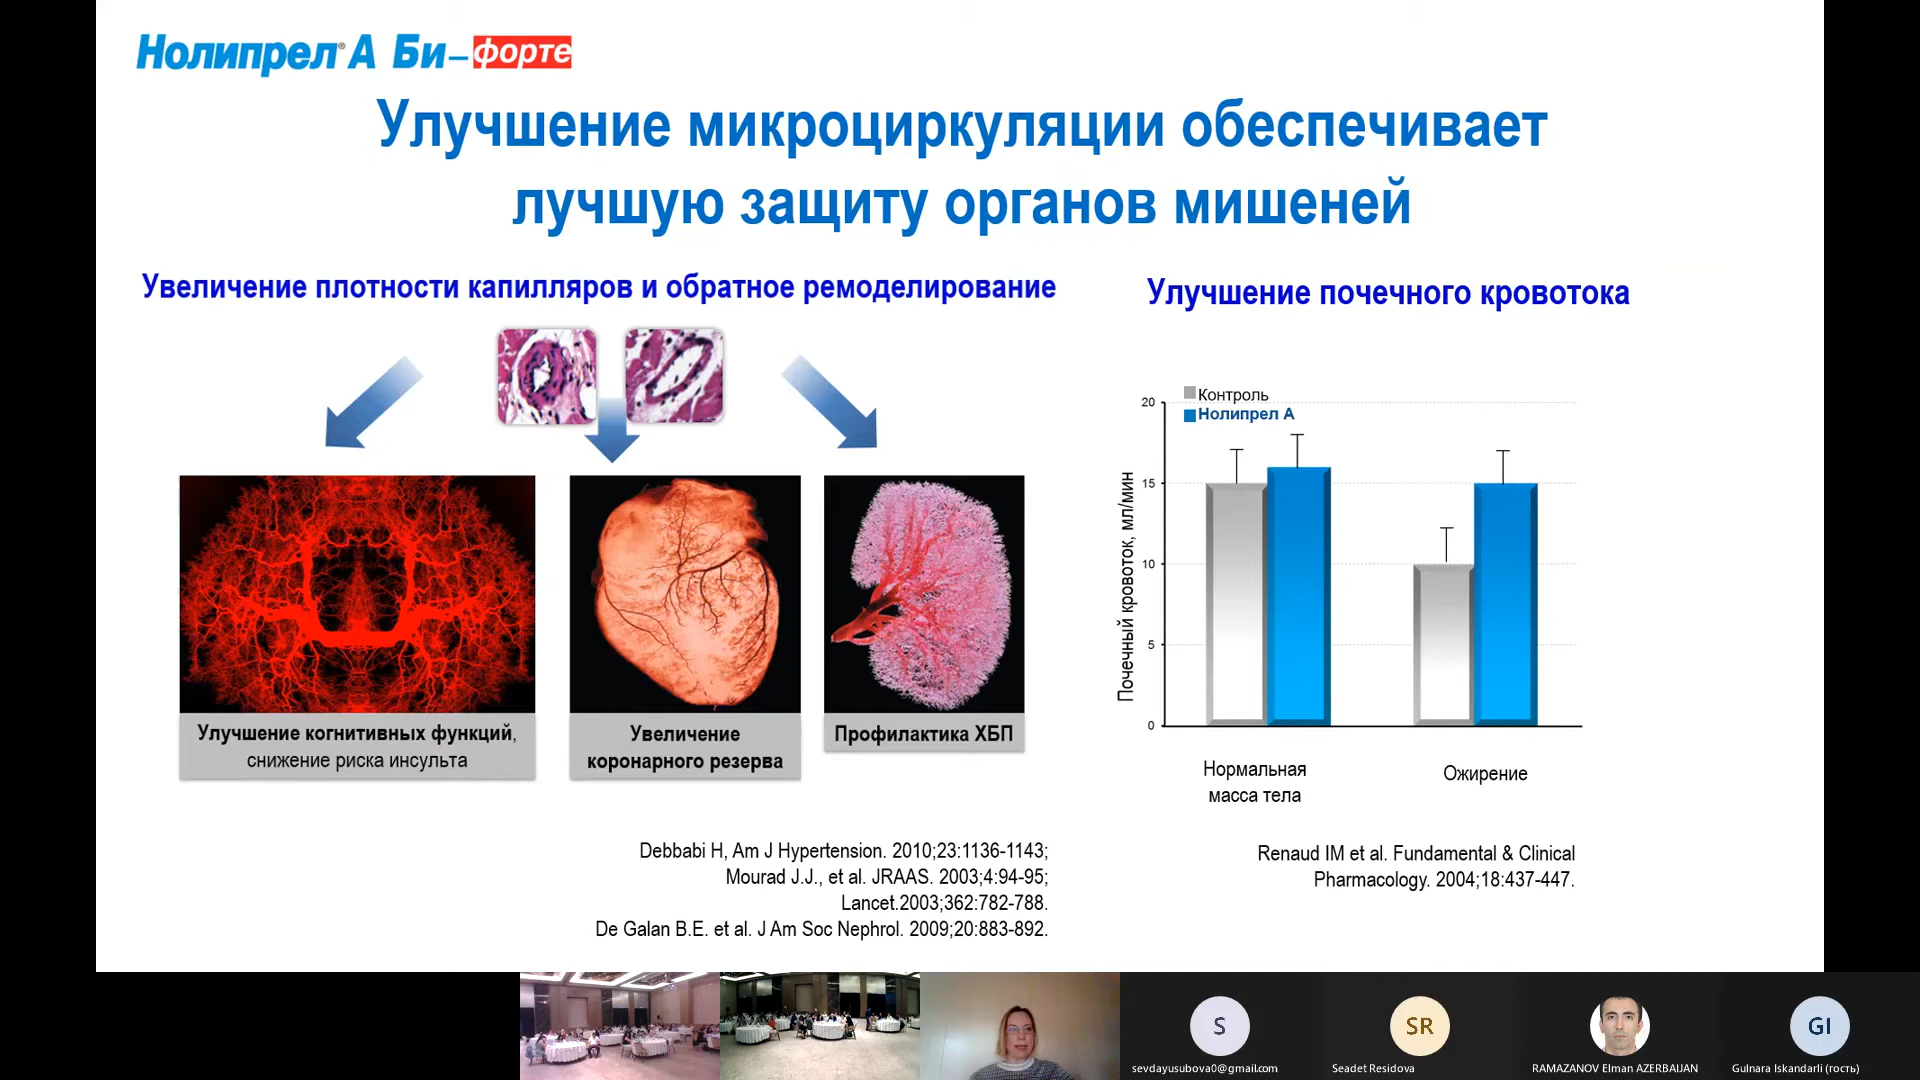 Нолипрел® А Би–форте
Улучшение микроциркуляции обеспечивает
лучшую защиту органов мишеней
Увеличение плотности капилляров и обратное ремоделирование
Улучшение когнитивных функций,
снижение риска инсульта
Увеличение
коронарного резерва
Профилактика ХБП
Debbabi H, Am J Hypertension. 2010;23:1136-1143;
Mourad J.J., et al. JRAAS. 2003;4:94-95;
Lancet.2003;362:782-788.
De Galan B.E. et al. J Am Soc Nephrol. 2009;20:883-892.
Улучшение почечного кровотока
Контроль
Нолипрел А
Почечный кровоток, мл/мин
20
15
10
5
0
Нормальная
масса тела
Ожирение
Renaud IM et al. Fundamental & Clinical
Pharmacology. 2004;18:437-447.
S
sevdayusubova0@gmail.com
SR
Seadet Residova
RAMAZANOV Elman AZERBAIJAN
GI
Gulnara Iskandarli (гость)